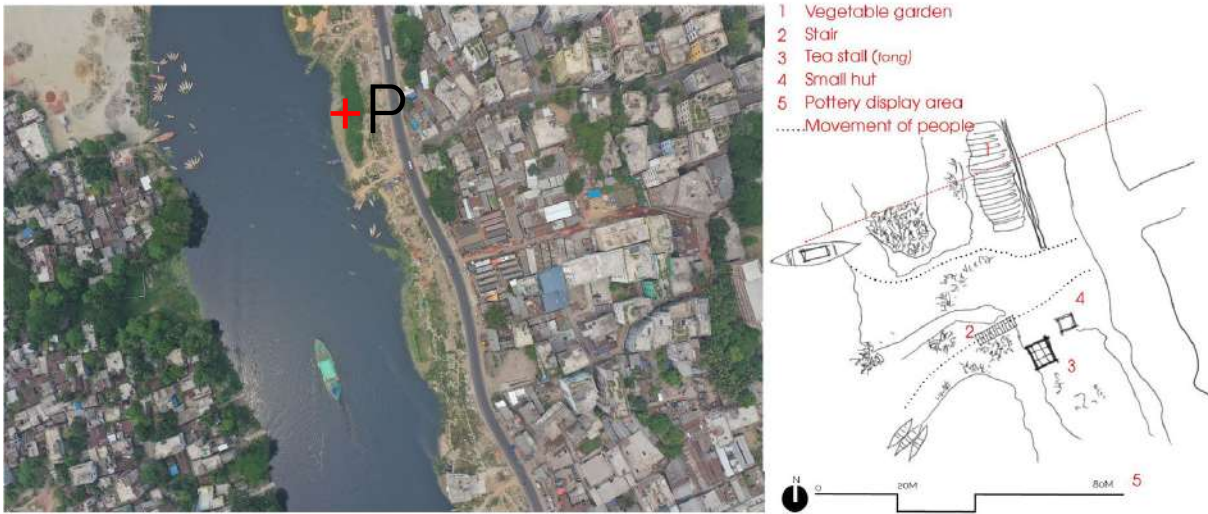 P
1 Vegetable garden
2 Stair
3 Tea stall (tong)
4 Small hut
5 Pottery display area
Movement of people
1
4
2
3
N
0 20M 80M
5